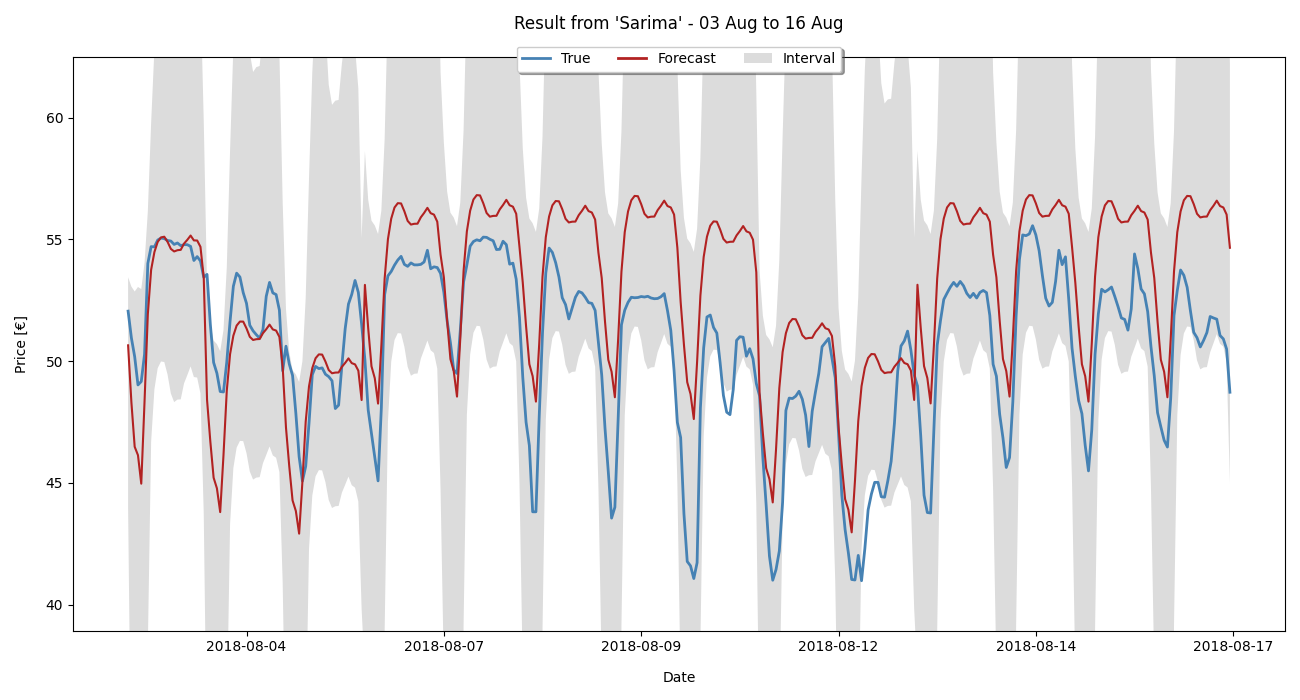 Result from 'Sarima' - 03 Aug to 16 Aug
True Forecast Interval
60
55
50
45
40
Price [€]
2018-08-04 2018-08-07 2018-08-09 2018-08-12 2018-08-14 2018-08-17
Date